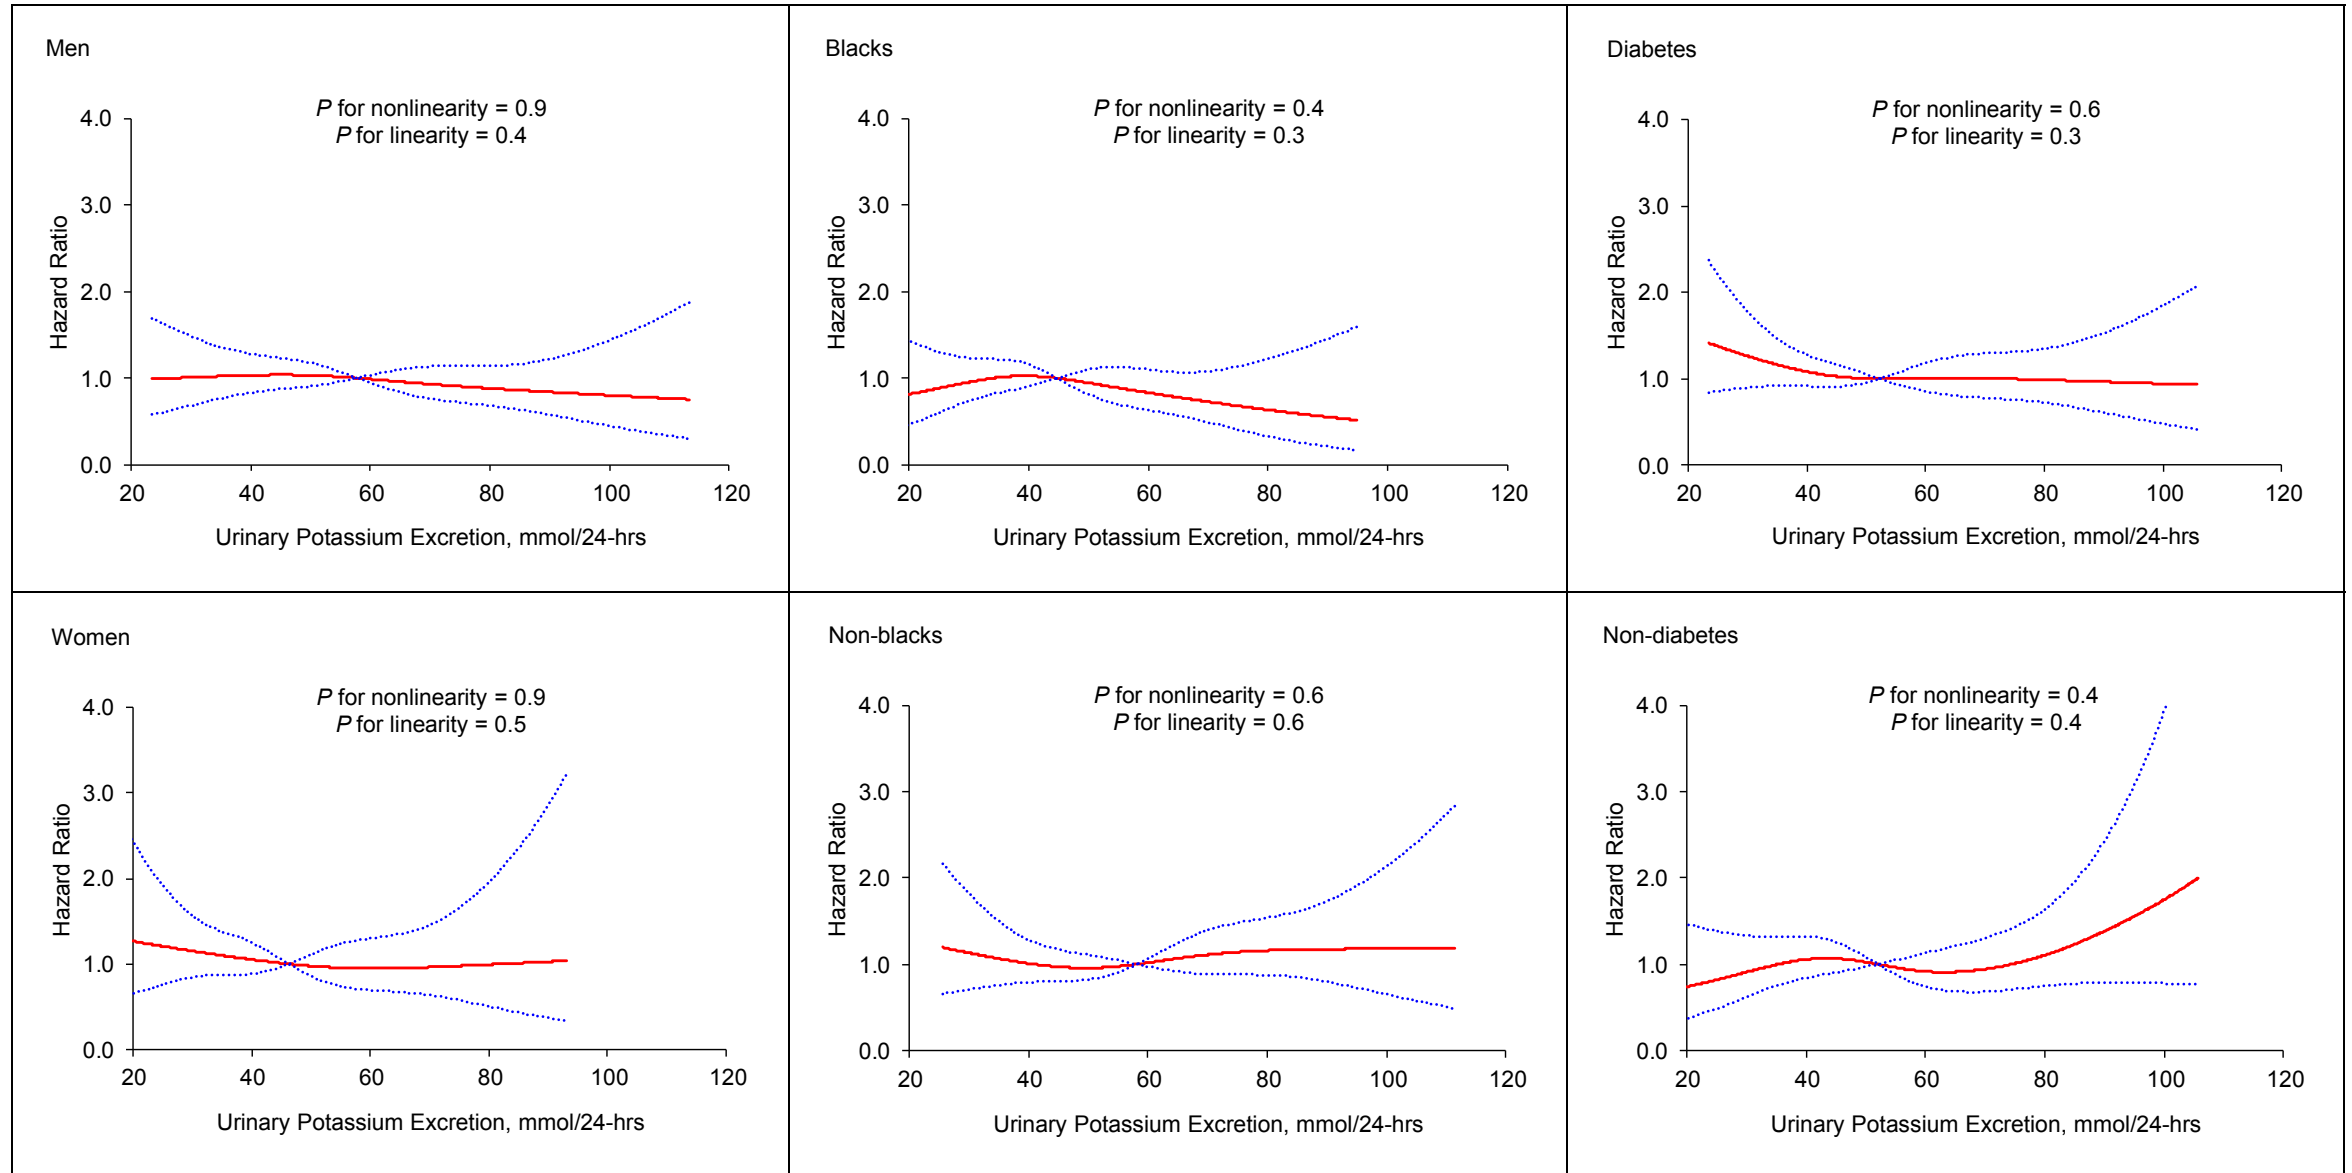 Men
P for nonlinearity = 0.9
P for linearity = 0.4
4.0
3.0
2.0
1.0
0.0
Hazard Ratio
20 40 60 80 100 120
Urinary Potassium Excretion, mmol/24-hrs
Blacks
P for nonlinearity = 0.4
P for linearity = 0.3
4.0
3.0
2.0
1.0
0.0
Hazard Ratio
20 40 60 80 100 120
Urinary Potassium Excretion, mmol/24-hrs
Diabetes
P for nonlinearity = 0.6
P for linearity = 0.3
4.0
3.0
2.0
1.0
0.0
Hazard Ratio
20 40 60 80 100 120
Urinary Potassium Excretion, mmol/24-hrs
Women
P for nonlinearity = 0.9
P for linearity = 0.5
4.0
3.0
2.0
1.0
0.0
Hazard Ratio
20 40 60 80 100 120
Urinary Potassium Excretion, mmol/24-hrs
Non-blacks
P for nonlinearity = 0.6
P for linearity = 0.6
4.0
3.0
2.0
1.0
0.0
Hazard Ratio
20 40 60 80 100 120
Urinary Potassium Excretion, mmol/24-hrs
Non-diabetes
P for nonlinearity = 0.4
P for linearity = 0.4
4.0
3.0
2.0
1.0
0.0
Hazard Ratio
20 40 60 80 100 120
Urinary Potassium Excretion, mmol/24-hrs